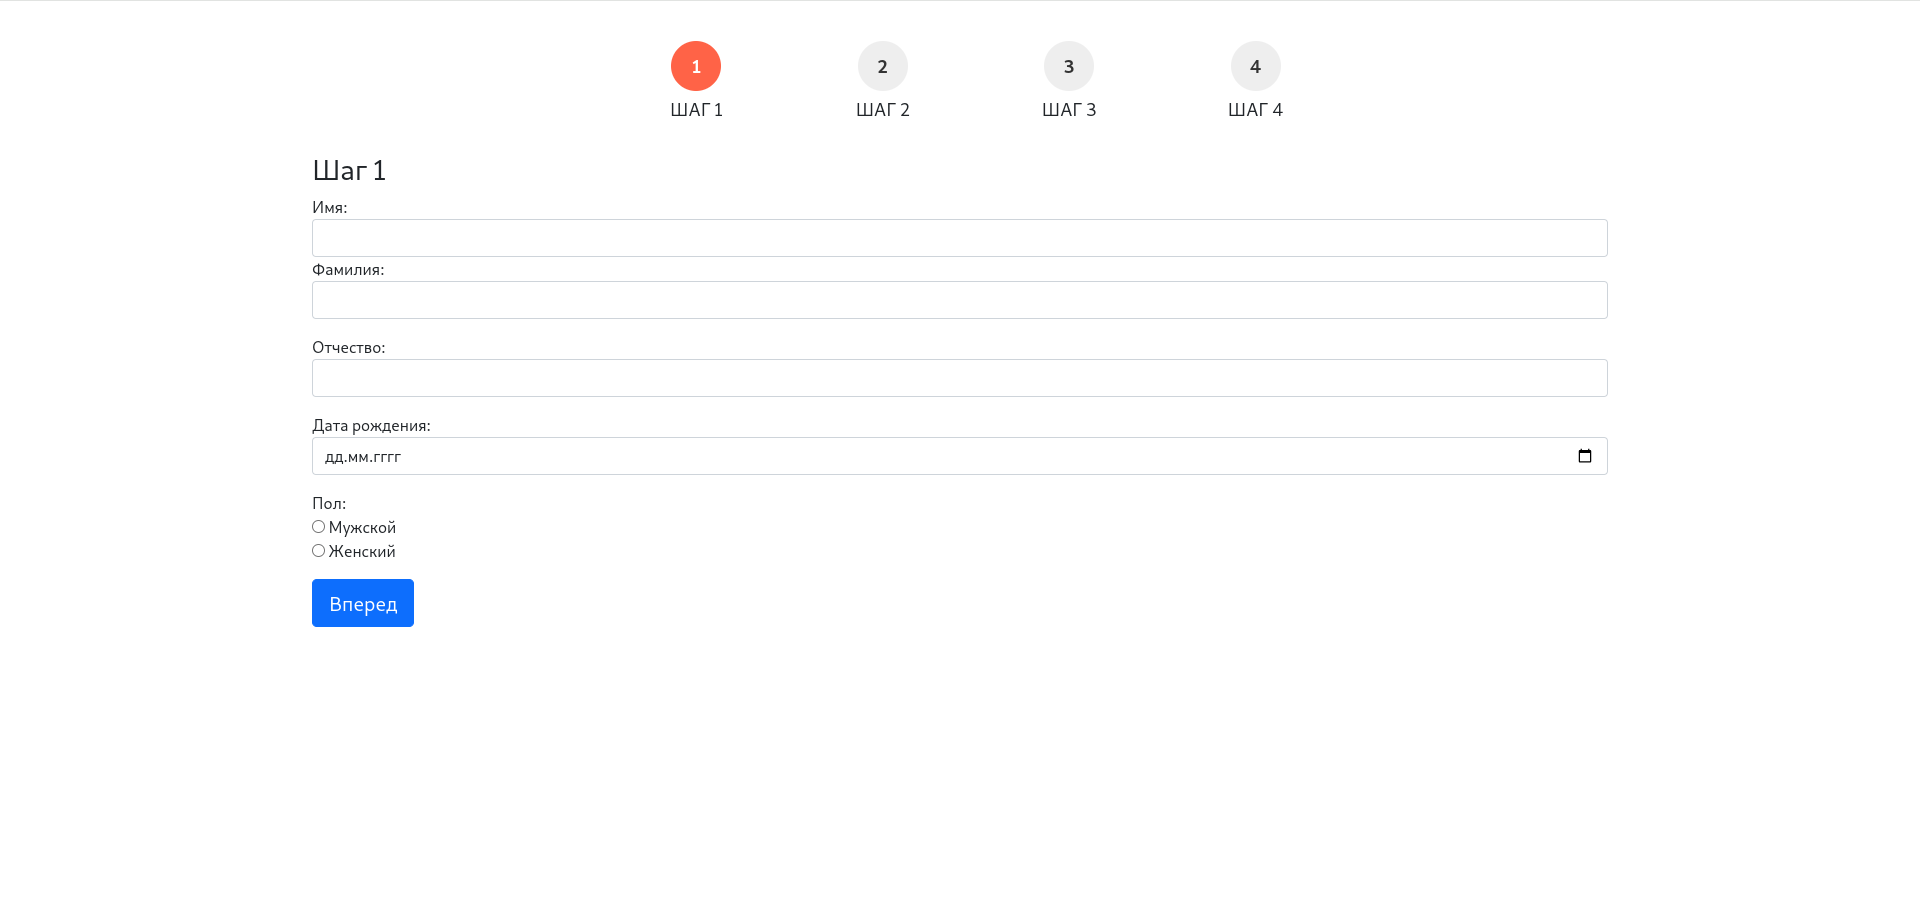 1 2 3 4
ШАГ 1 ШАГ 2 ШАГ 3 ШАГ 4
Шаг 1
Имя:
Фамилия:
Отчество:
Дата рождения:
дд.мм.гггг
Пол:
Мужской
Женский
Вперед